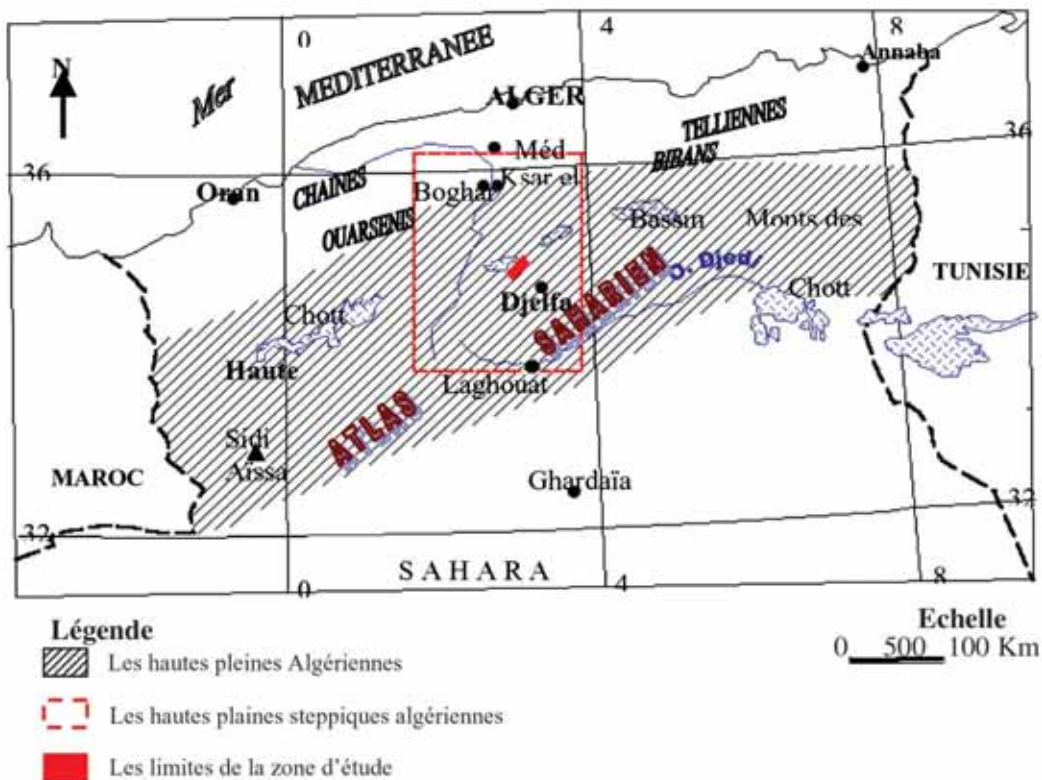 0
4
8
N
Mer
MEDITERRANEE
Annaba
ALGER
TELLIENNES
BIBANS
36
36
Méd
CHAINES
Boghar
Ksar el
Oran
OUARSENIS
Bassin
Monts des
O. Djedi
TUNISIE
Djelfa
SAHARIEN
Chott
Chott
Haute
Laghouat
ATLAS
Sidi
Aïssa
MAROC
Ghardaïa
32
32
SAHARA
0
4
8
Légende
Les hautes pleines Algériennes
Les hautes plaines steppiques algériennes
Les limites de la zone d'étude
Echelle
0 500 100 Km